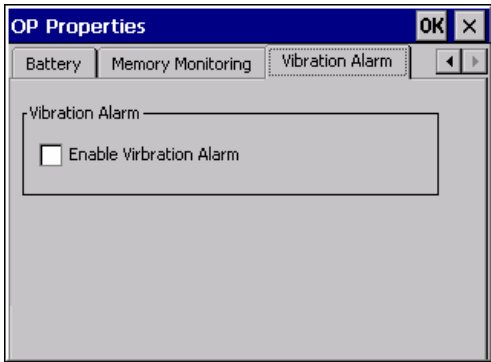 OP Properties OK ×
Battery Memory Monitoring Vibration Alarm
Vibration Alarm
Enable Virbration Alarm